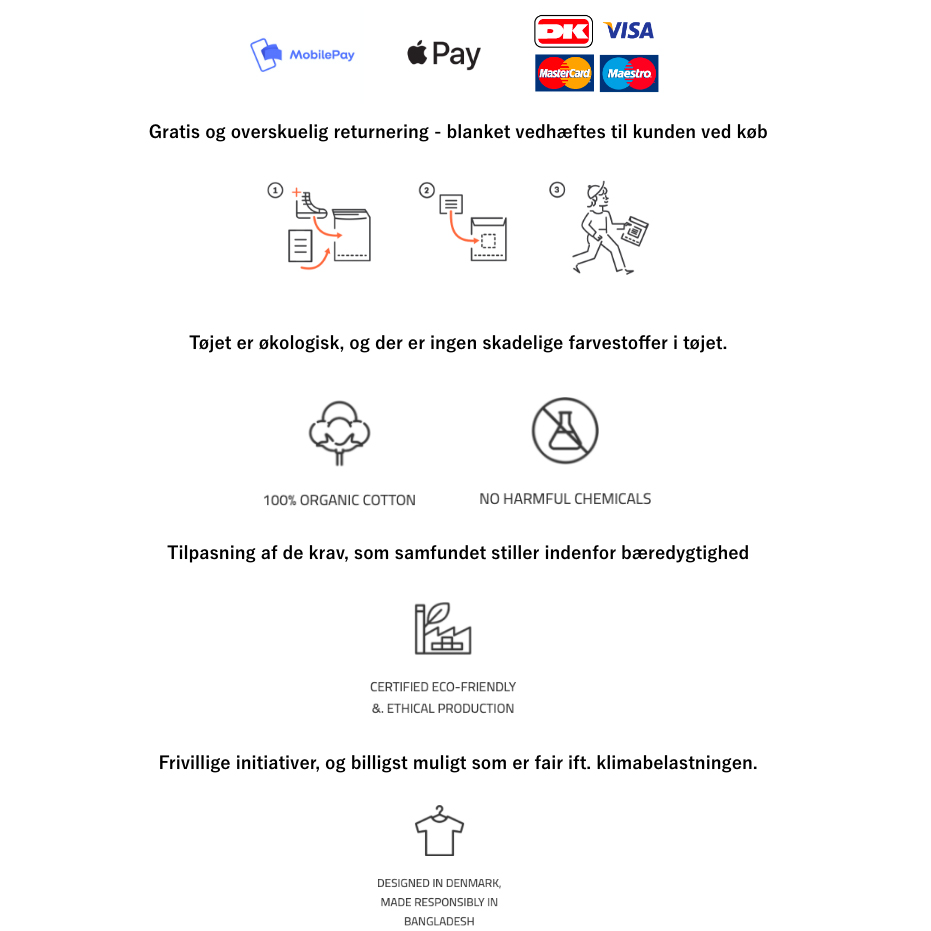 MobilePay
Pay
DK VISA
MasterCard Maestro
Gratis og overskuelig returnering - blanket vedhæftes til kunden ved køb
1 2 3
Tøjet er økologisk, og der er ingen skadelige farvestoffer i tøjet.
100% ORGANIC COTTON
NO HARMFUL CHEMICALS
Tilpasning af de krav, som samfundet stiller indenfor bæredygtighed
CERTIFIED ECO-FRIENDLY
&. ETHICAL PRODUCTION
Frivillige initiativer, og billigst muligt som er fair ift. klimabelastningen.
DESIGNED IN DENMARK,
MADE RESPONSIBLY IN
BANGLADESH